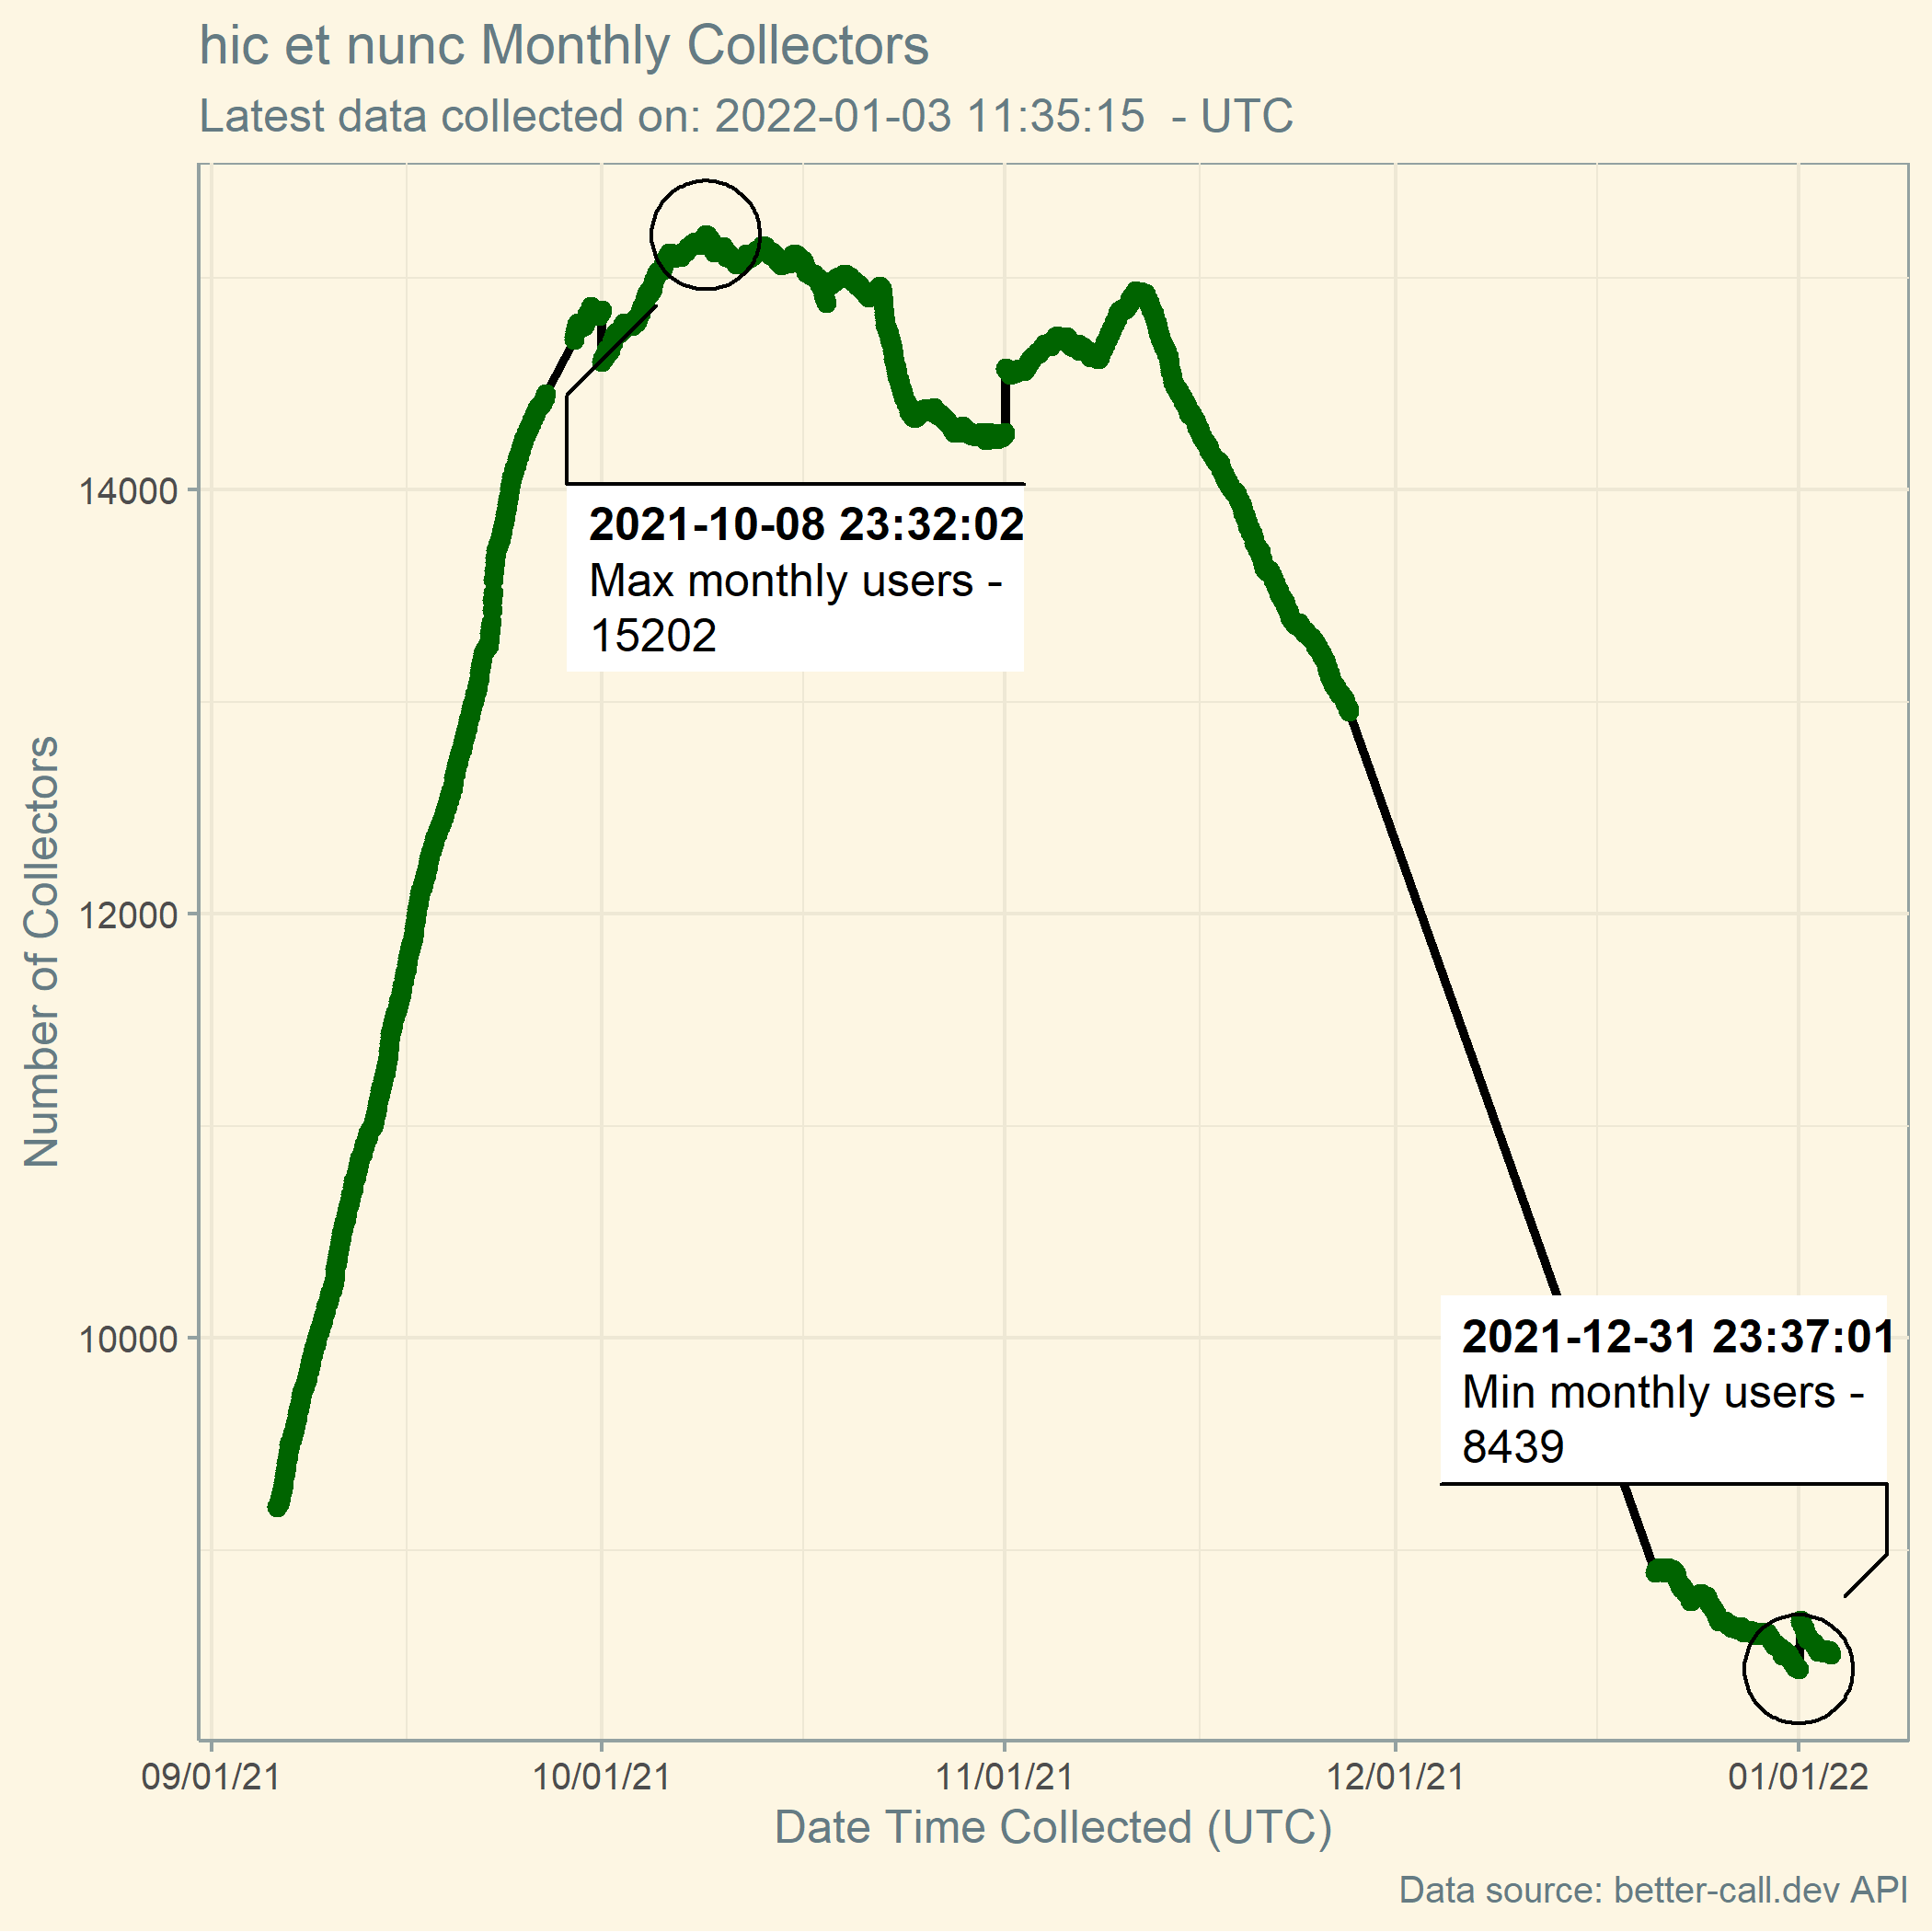 hic et nunc Monthly Collectors
Latest data collected on: 2022-01-03 11:35:15  - UTC
Number of Collectors
14000
12000
10000
2021-10-08 23:32:02
Max monthly users -
15202
2021-12-31 23:37:01
Min monthly users -
8439
09/01/21
10/01/21
11/01/21
12/01/21
01/01/22
Date Time Collected (UTC)
Data source: better-call.dev API